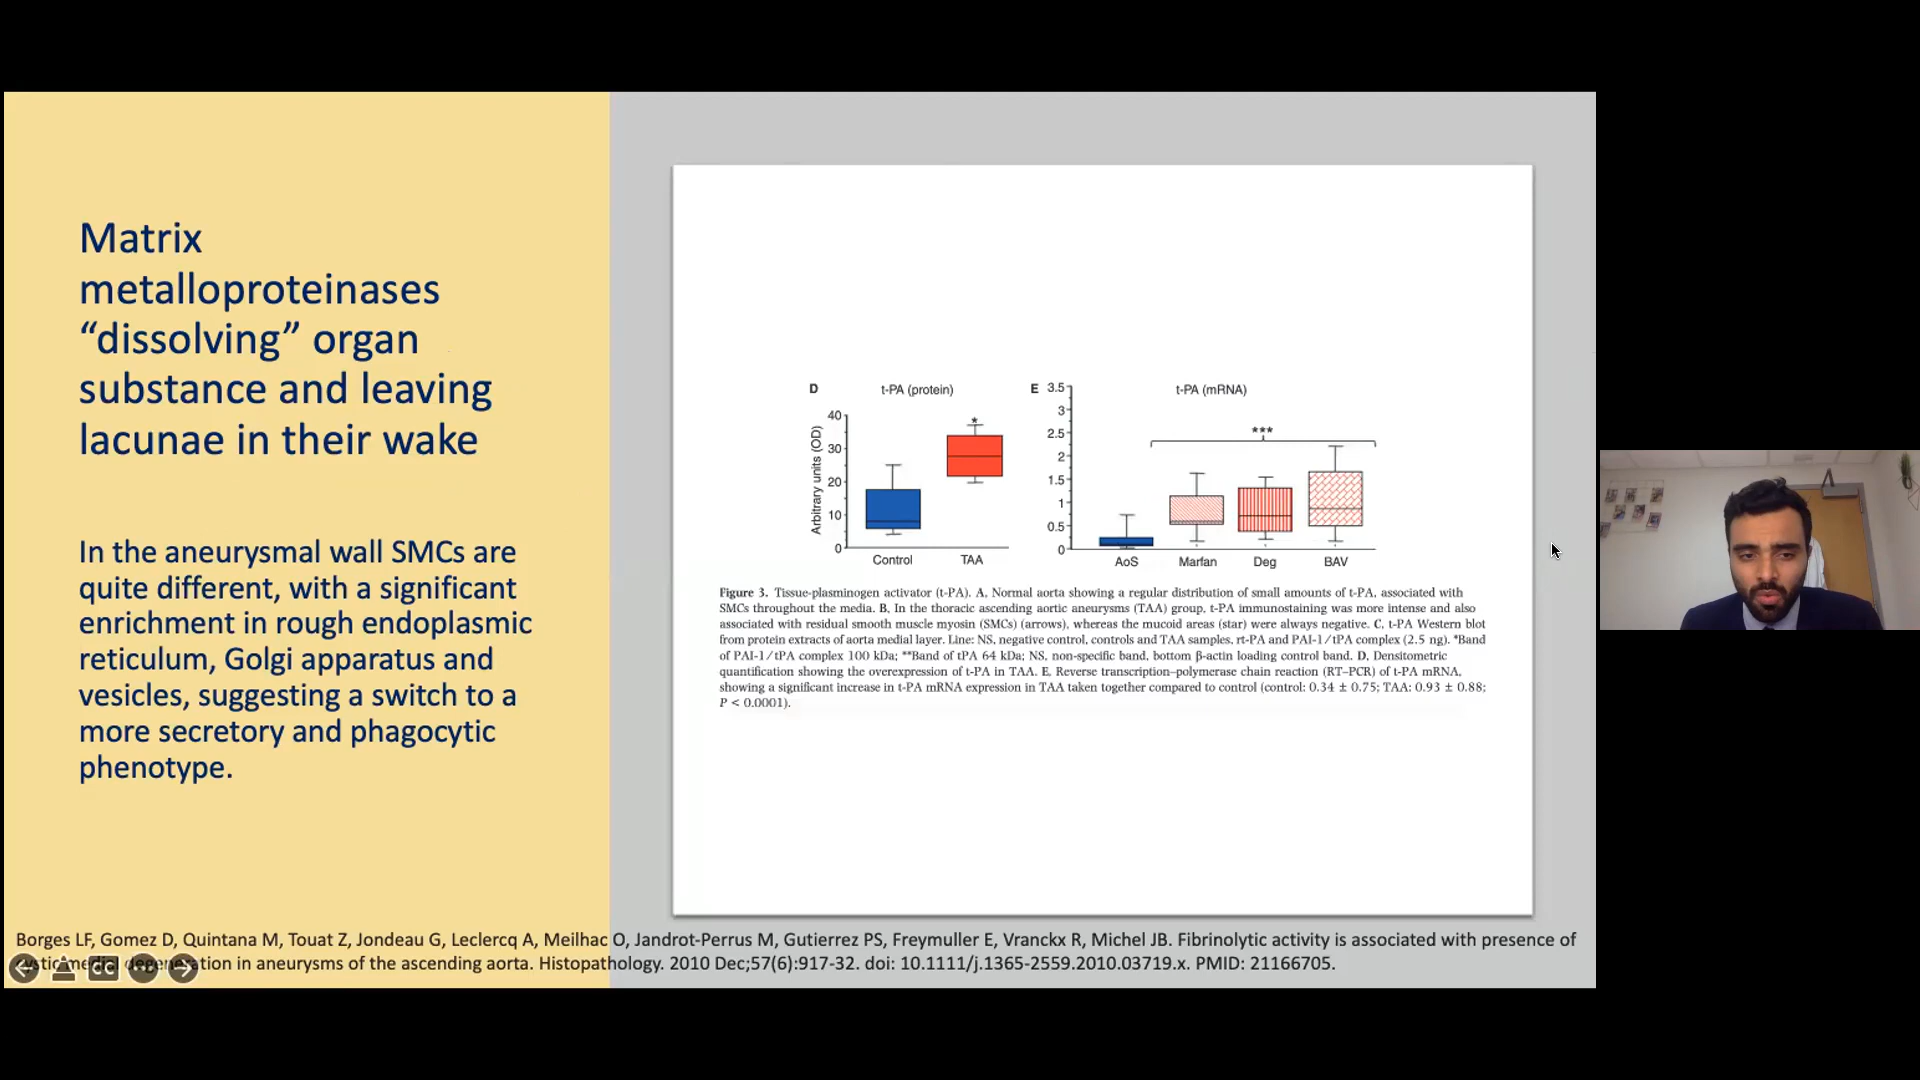 Matrix
metalloproteinases
“dissolving” organ
substance and leaving
lacunae in their wake
In the aneurysmal wall SMCs are
quite different, with a significant
enrichment in rough endoplasmic
reticulum, Golgi apparatus and
vesicles, suggesting a switch to a
more secretory and phagocytic
phenotype.
D
t-PA (protein)
Arbitrary units (OD)
40
30
20
10
0
*
Control
TAA
E
t-PA (mRNA)
3.5
3
2.5
2
1.5
1
0.5
0
***
AoS
Marfan
Deg
BAV
Figure 3. Tissue-plasminogen activator (t-PA). A, Normal aorta showing a regular distribution of small amounts of t-PA, associated with
SMCs throughout the media. B, In the thoracic ascending aortic aneurysms (TAA) group, t-PA immunostaining was more intense and also
associated with residual smooth muscle myosin (SMCs) (arrows), whereas the mucoid areas (star) were always negative. C, t-PA Western blot
from protein extracts of aorta medial layer. Line: NS, negative control, controls and TAA samples, rt-PA and PAI-1/tPA complex (2.5 ng). *Band
of PAI-1/tPA complex 100 kDa; **Band of tPA 64 kDa; NS, non-specific band, bottom β-actin loading control band. D, Densitometric
quantification showing the overexpression of t-PA in TAA. E, Reverse transcription–polymerase chain reaction (RT–PCR) of t-PA mRNA,
showing a significant increase in t-PA mRNA expression in TAA taken together compared to control (control: 0.34 ± 0.75; TAA: 0.93 ± 0.88;
P < 0.0001).
Borges LF, Gomez D, Quintana M, Touat Z, Jondeau G, Leclercq A, Meilhac O, Jandrot-Perrus M, Gutierrez PS, Freymuller E, Vranckx R, Michel JB. Fibrinolytic activity is associated with presence of
cystic medial degeneration in aneurysms of the ascending aorta. Histopathology. 2010 Dec;57(6):917-32. doi: 10.1111/j.1365-2559.2010.03719.x. PMID: 21166705.
CC